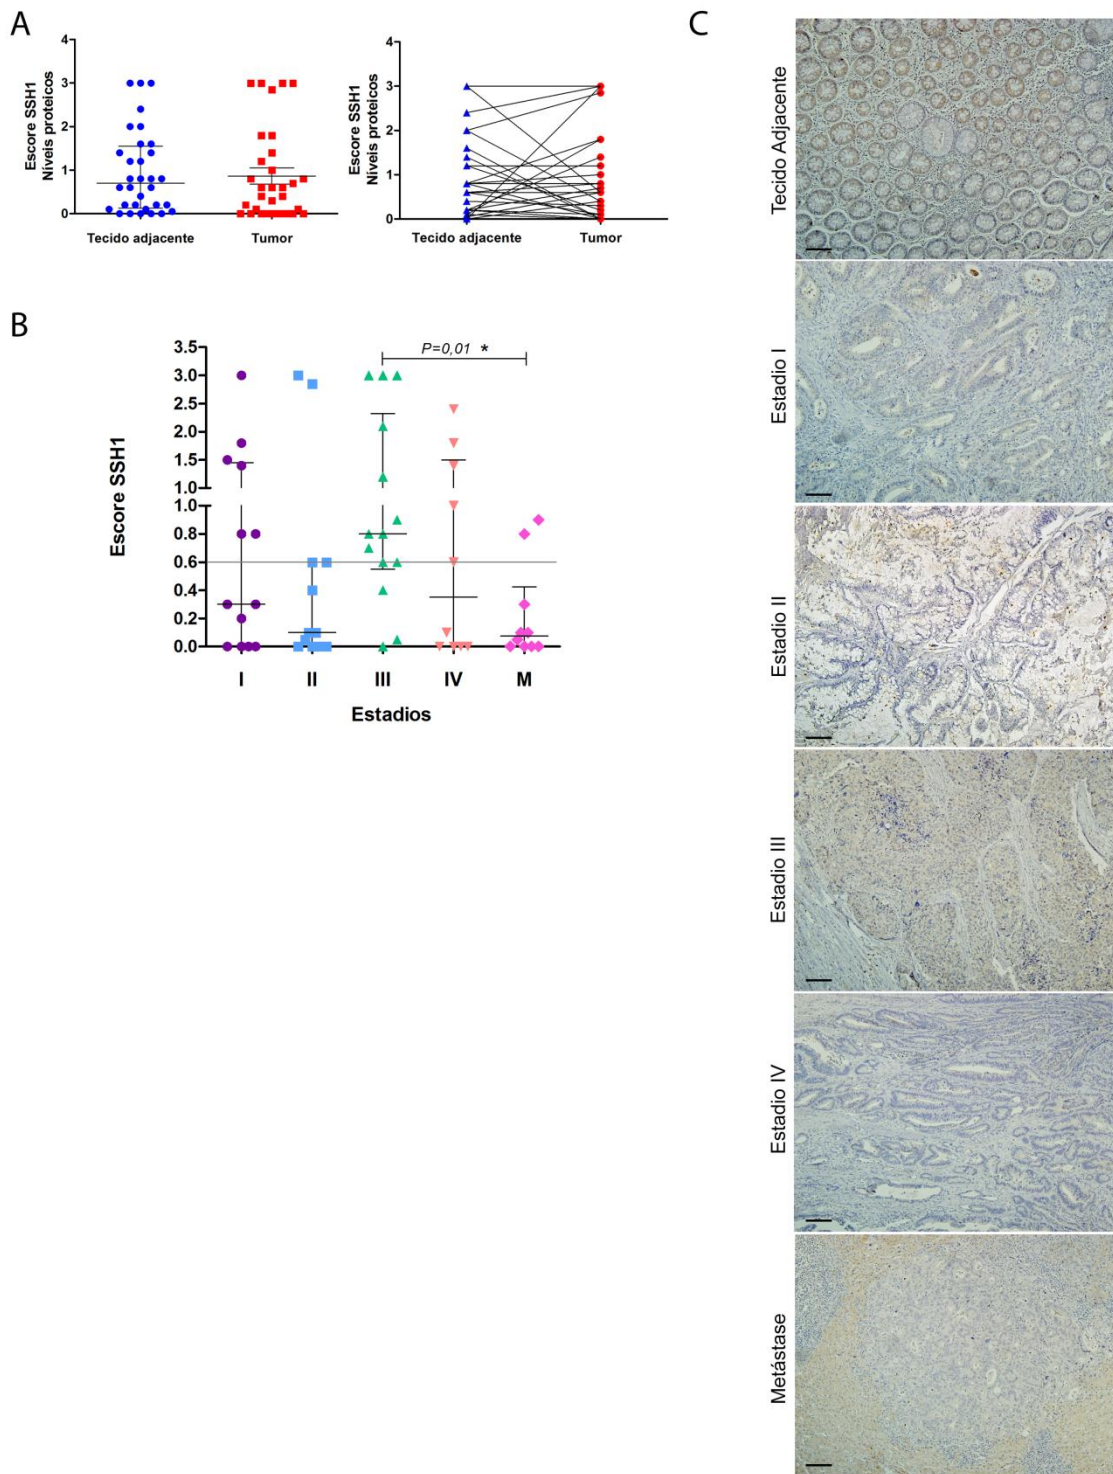 A
4
3
2
1
0
Escore SSH1
Níveis proteicos
Tecido adjacente
Tumor
4
3
2
1
0
Escore SSH1
Níveis proteicos
Tecido adjacente
Tumor
B
3.5
3.0
2.5
2.0
1.5
1.0
1.0
0.8
0.6
0.4
0.2
0.0
Escore SSH1
P=0,01 *
I
II
III
IV
M
Estadios
C
Tecido Adjacente
Estadio I
Estadio II
Estadio III
Estadio IV
Metástase